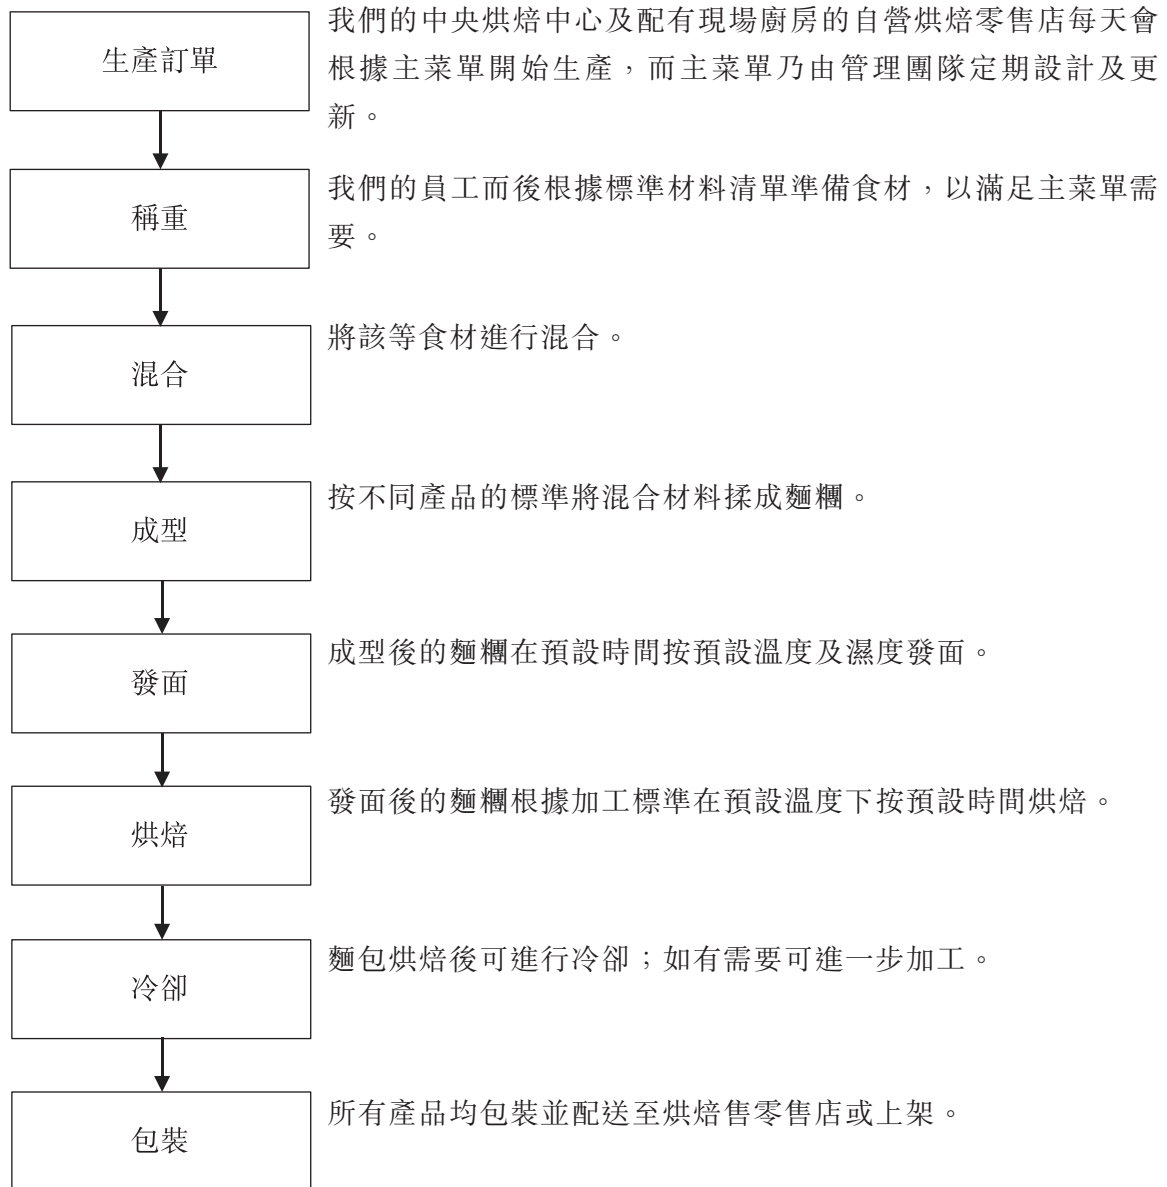 生產訂單
我們的中央烘焙中心及配有現場廚房的自營烘焙零售店每天會
根據主菜單開始生產，而主菜單乃由管理團隊定期設計及更
新。
稱重
我們的員工而後根據標準材料清單準備食材，以滿足主菜單需
要。
混合
將該等食材進行混合。
成型
按不同產品的標準將混合材料揉成麵糰。
發面
成型後的麵糰在預設時間按預設溫度及濕度發面。
烘焙
發面後的麵糰根據加工標準在預設溫度下按預設時間烘焙。
冷卻
麵包烘焙後可進行冷卻；如有需要可進一步加工。
包裝
所有產品均包裝並配送至烘焙售零售店或上架。